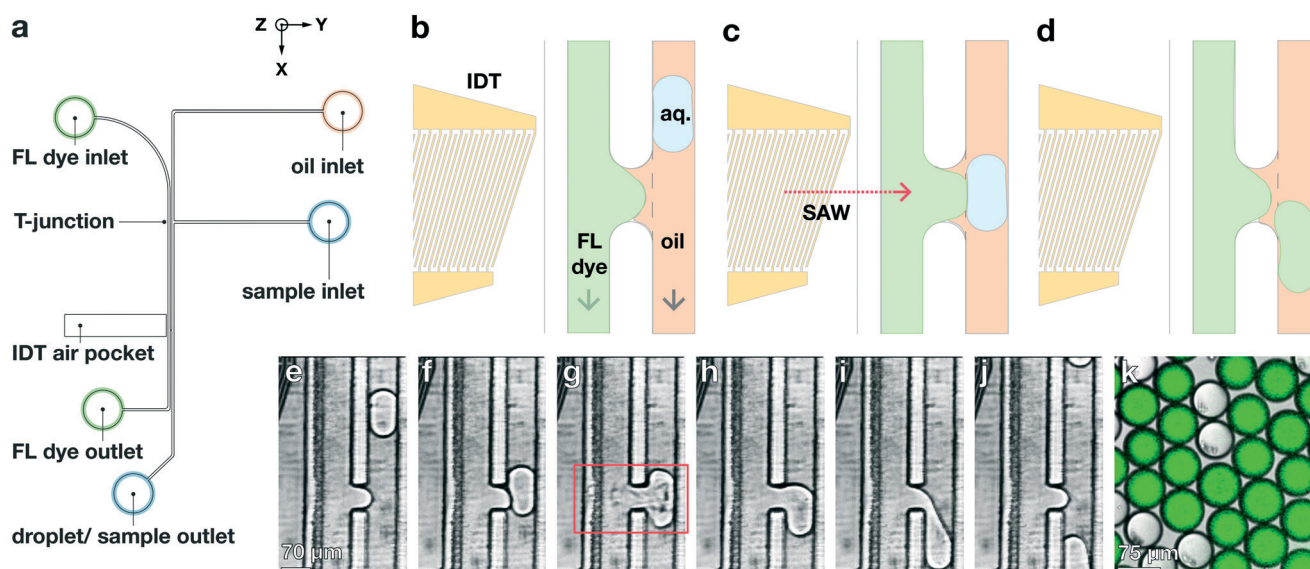 a
Z
Y
X
FL dye inlet
oil inlet
T-junction
sample inlet
IDT air pocket
FL dye outlet
droplet/ sample outlet
b
IDT
aq.
FL
dye
oil
c
SAW
d
e
70 µm
f
g
h
i
j
k
75 µm